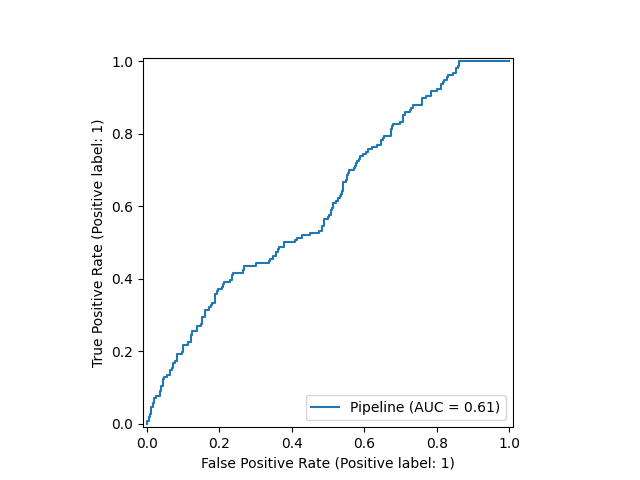 1.0
0.8
0.6
0.4
0.2
0.0
True Positive Rate (Positive label: 1)
Pipeline (AUC = 0.61)
0.0 0.2 0.4 0.6 0.8 1.0
False Positive Rate (Positive label: 1)